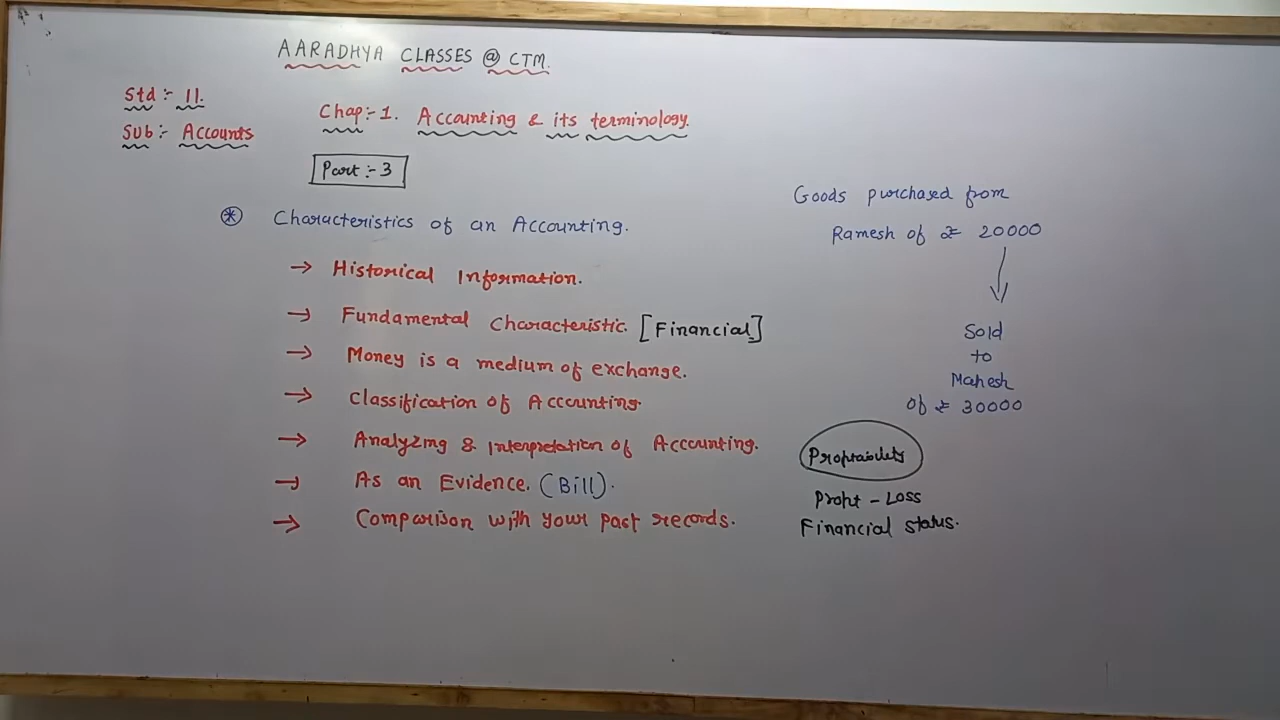 AARADHYA CLASSES @ CTM.
Std :- 11.
Sub :- Accounts
Chap:-1. Accounting & its terminology.
Part :- 3
* Characteristics of an Accounting.
→ Historical Information.
→ Fundamental Characteristic. [Financial.]
→ Money is a medium of exchange.
→ Classification of Accounting.
→ Analyzing & Interpretation of Accounting.
→ As an Evidence. (Bill).
→ Comparison with your past records.
Goods purchased from
Ramesh of ₹ 20000
Sold
to
Mahesh
of ₹ 30000
Profit - Loss
Financial status.